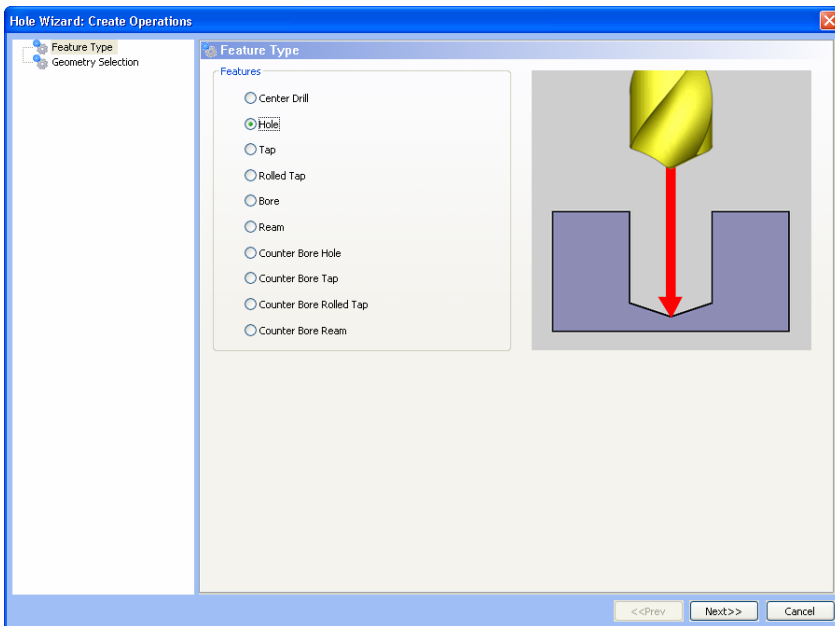 Hole Wizard: Create Operations
Feature Type
Geometry Selection
Feature Type
Features
Center Drill
Hole
Tap
Rolled Tap
Bore
Ream
Counter Bore Hole
Counter Bore Tap
Counter Bore Rolled Tap
Counter Bore Ream
<<Prev
Next>>
Cancel